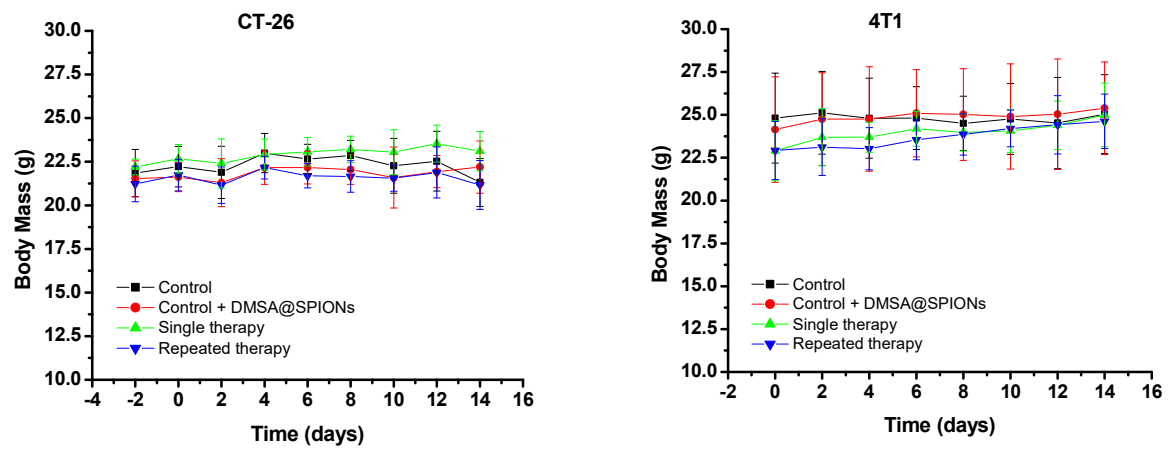 CT-26
30.0
27.5
25.0
22.5
20.0
17.5
15.0
12.5
10.0
Body Mass (g)
Control
Control + DMSA@SPIONs
Single therapy
Repeated therapy
-4 -2 0 2 4 6 8 10 12 14 16
Time (days)
4T1
30.0
27.5
25.0
22.5
20.0
17.5
15.0
12.5
10.0
Body Mass (g)
Control
Control + DMSA@SPIONs
Single therapy
Repeated therapy
-2 0 2 4 6 8 10 12 14 16
Time (days)